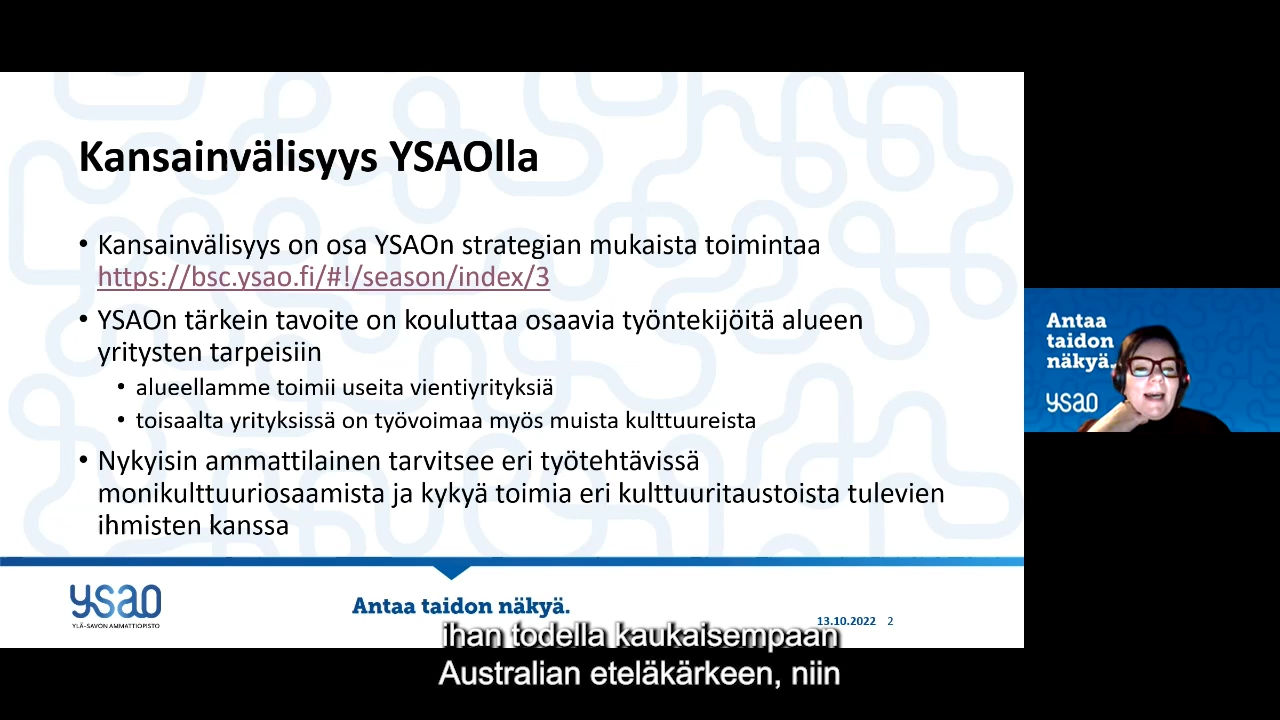 Kansainvälisyys YSAOlla
• Kansainvälisyys on osa YSAOn strategian mukaista toimintaa
https://bsc.ysao.fi/#!/season/index/3
• YSAOn tärkein tavoite on kouluttaa osaavia työntekijöitä alueen
yritysten tarpeisiin
• alueellamme toimii useita vientiyrityksiä
• toisaalta yrityksissä on työvoimaa myös muista kulttuureista
• Nykyisin ammattilainen tarvitsee eri työtehtävissä
monikulttuuriosaamista ja kykyä toimia eri kulttuuritaustoista tulevien
ihmisten kanssa
ysao
YLÄ-SAVON AMMATTIOPISTO
Antaa taidon näkyä.
13.10.2022 2
Antaa
taidon
näkyä.
ysao
ihan todella kaukaisempaan
Australian eteläkärkeen, niin